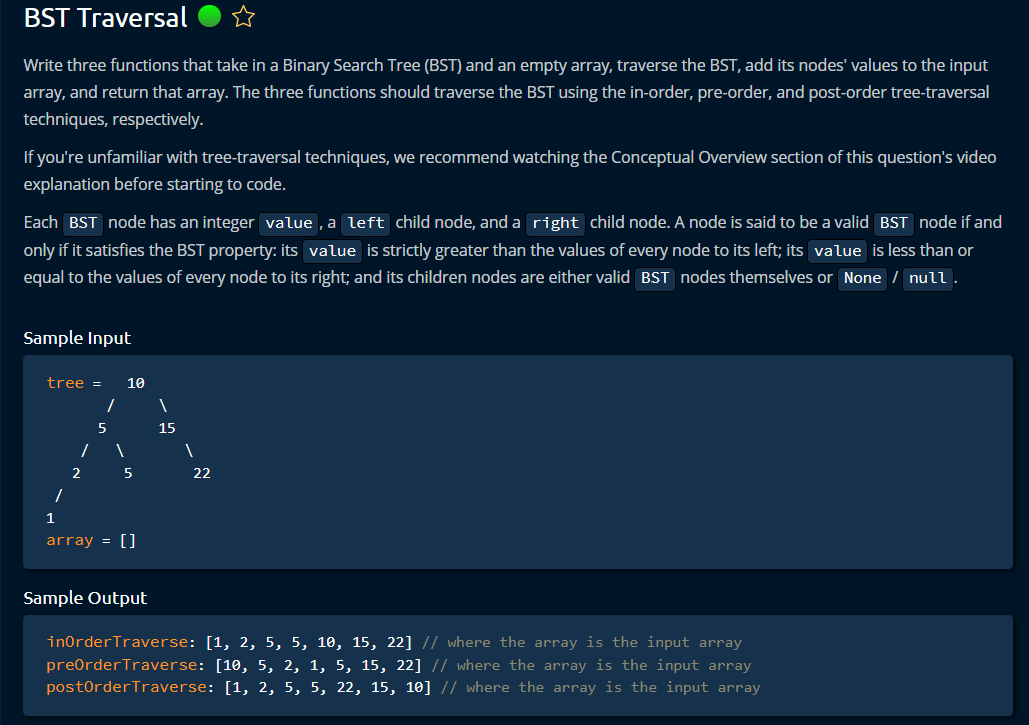 BST Traversal
Write three functions that take in a Binary Search Tree (BST) and an empty array, traverse the BST, add its nodes' values to the input
array, and return that array. The three functions should traverse the BST using the in-order, pre-order, and post-order tree-traversal
techniques, respectively.
If you're unfamiliar with tree-traversal techniques, we recommend watching the Conceptual Overview section of this question's video
explanation before starting to code.
Each BST node has an integer value, a left child node, and a right child node. A node is said to be a valid BST node if and
only if it satisfies the BST property: its value is strictly greater than the values of every node to its left; its value is less than or
equal to the values of every node to its right; and its children nodes are either valid BST nodes themselves or None / null.
Sample Input
tree =   10
       /     \
      5      15
    /   \       \
   2     5       22
 /
1
array = []
Sample Output
inOrderTraverse: [1, 2, 5, 5, 10, 15, 22] // where the array is the input array
preOrderTraverse: [10, 5, 2, 1, 5, 15, 22] // where the array is the input array
postOrderTraverse: [1, 2, 5, 5, 22, 15, 10] // where the array is the input array